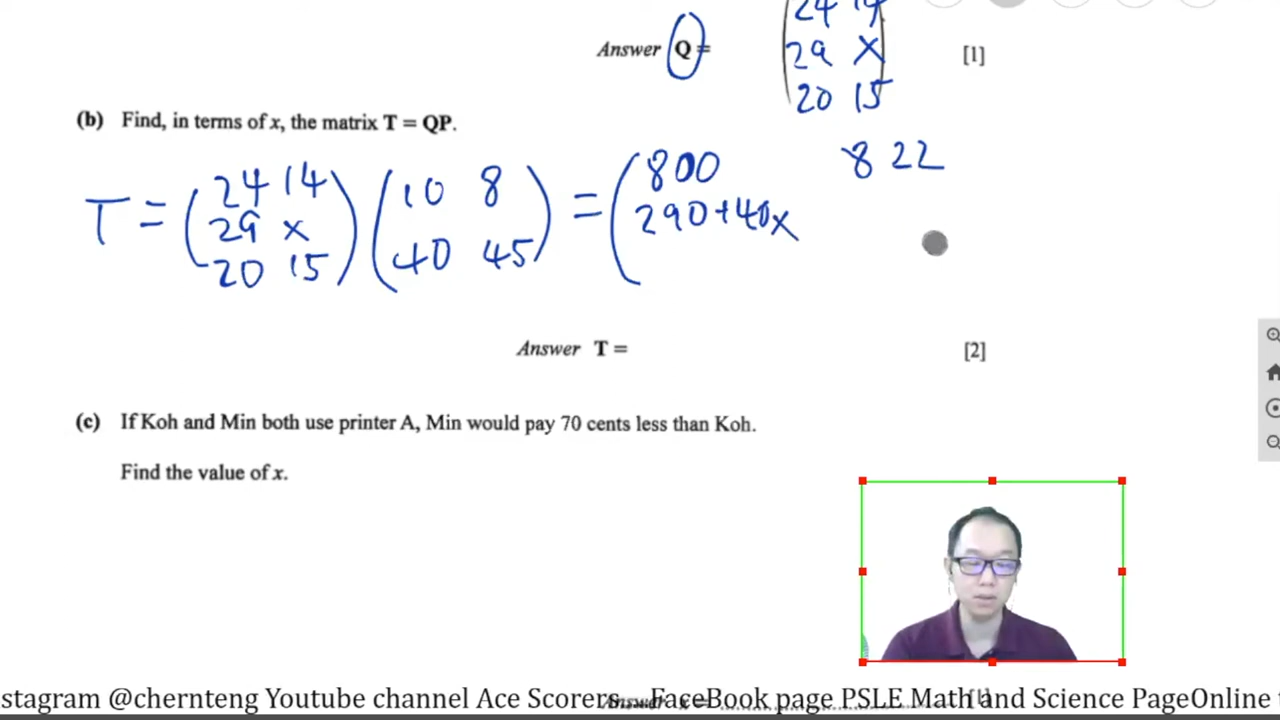 24 14
Answer Q =
29 x
[1]
20 15
(b) Find, in terms of x, the matrix T = QP.
T = ( 24 14 ) ( 10 8 ) = ( 800 8 22
29 x 290+40x
20 15 40 45
Answer T = [2]
(c) If Koh and Min both use printer A, Min would pay 70 cents less than Koh.
Find the value of x.
stagram @chernteng Youtube channel Ace Scorers FaceBook page PSLE Math and Science PageOnline